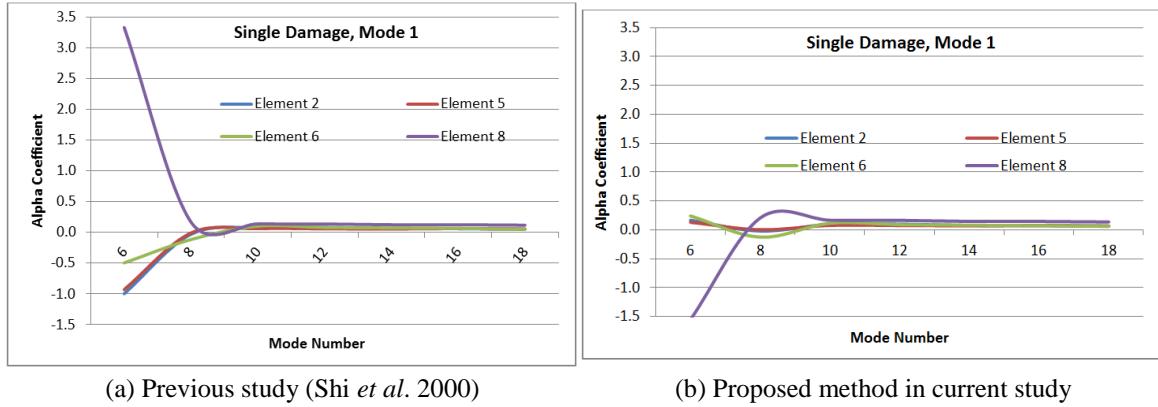 Single Damage, Mode 1
3.5
3.0
2.5
2.0
1.5
1.0
0.5
0.0
-0.5
-1.0
-1.5
Alpha Coefficient
Element 2
Element 5
Element 6
Element 8
6
8
10
12
14
16
18
Mode Number
(a) Previous study (Shi et al. 2000)
Single Damage, Mode 1
3.5
3.0
2.5
2.0
1.5
1.0
0.5
0.0
-0.5
-1.0
-1.5
Alpha Coefficient
Element 2
Element 5
Element 6
Element 8
6
8
10
12
14
16
18
Mode Number
(b) Proposed method in current study